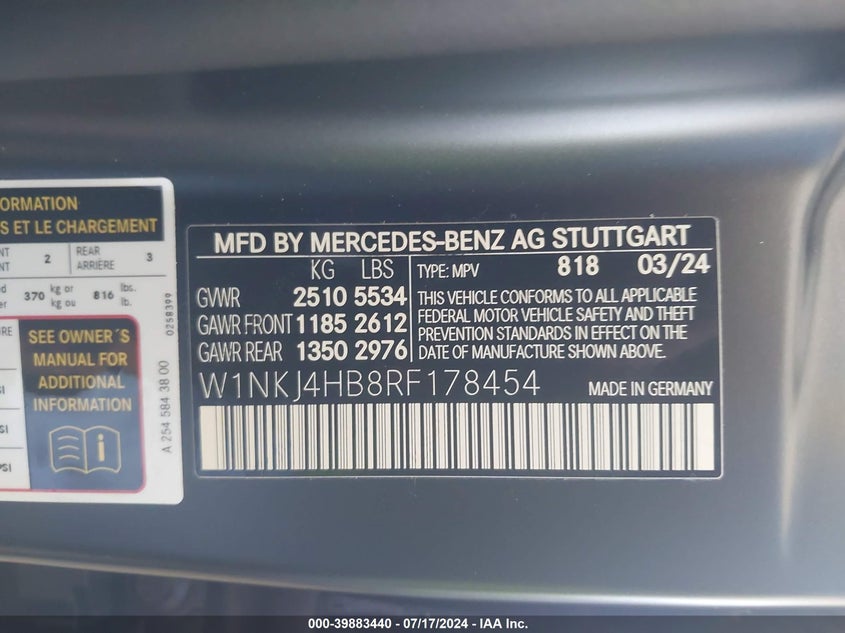 ORMATION
S ET LE CHARGEMENT
NT 2 REAR 3
NT ARRIÈRE
370 kg or 816 lbs.
kg ou lb.
0258399
SEE OWNER´S
MANUAL FOR
ADDITIONAL
INFORMATION
A 254 584 38 00
MFD BY MERCEDES-BENZ AG STUTTGART
KG LBS TYPE: MPV 818 03/24
GVWR 2510 5534
GAWR FRONT 1185 2612
GAWR REAR 1350 2976
THIS VEHICLE CONFORMS TO ALL APPLICABLE
FEDERAL MOTOR VEHICLE SAFETY AND THEFT
PREVENTION STANDARDS IN EFFECT ON THE
DATE OF MANUFACTURE SHOWN ABOVE.
W1NKJ4HB8RF178454 MADE IN GERMANY
000-39883440 - 07/17/2024 - IAA Inc.